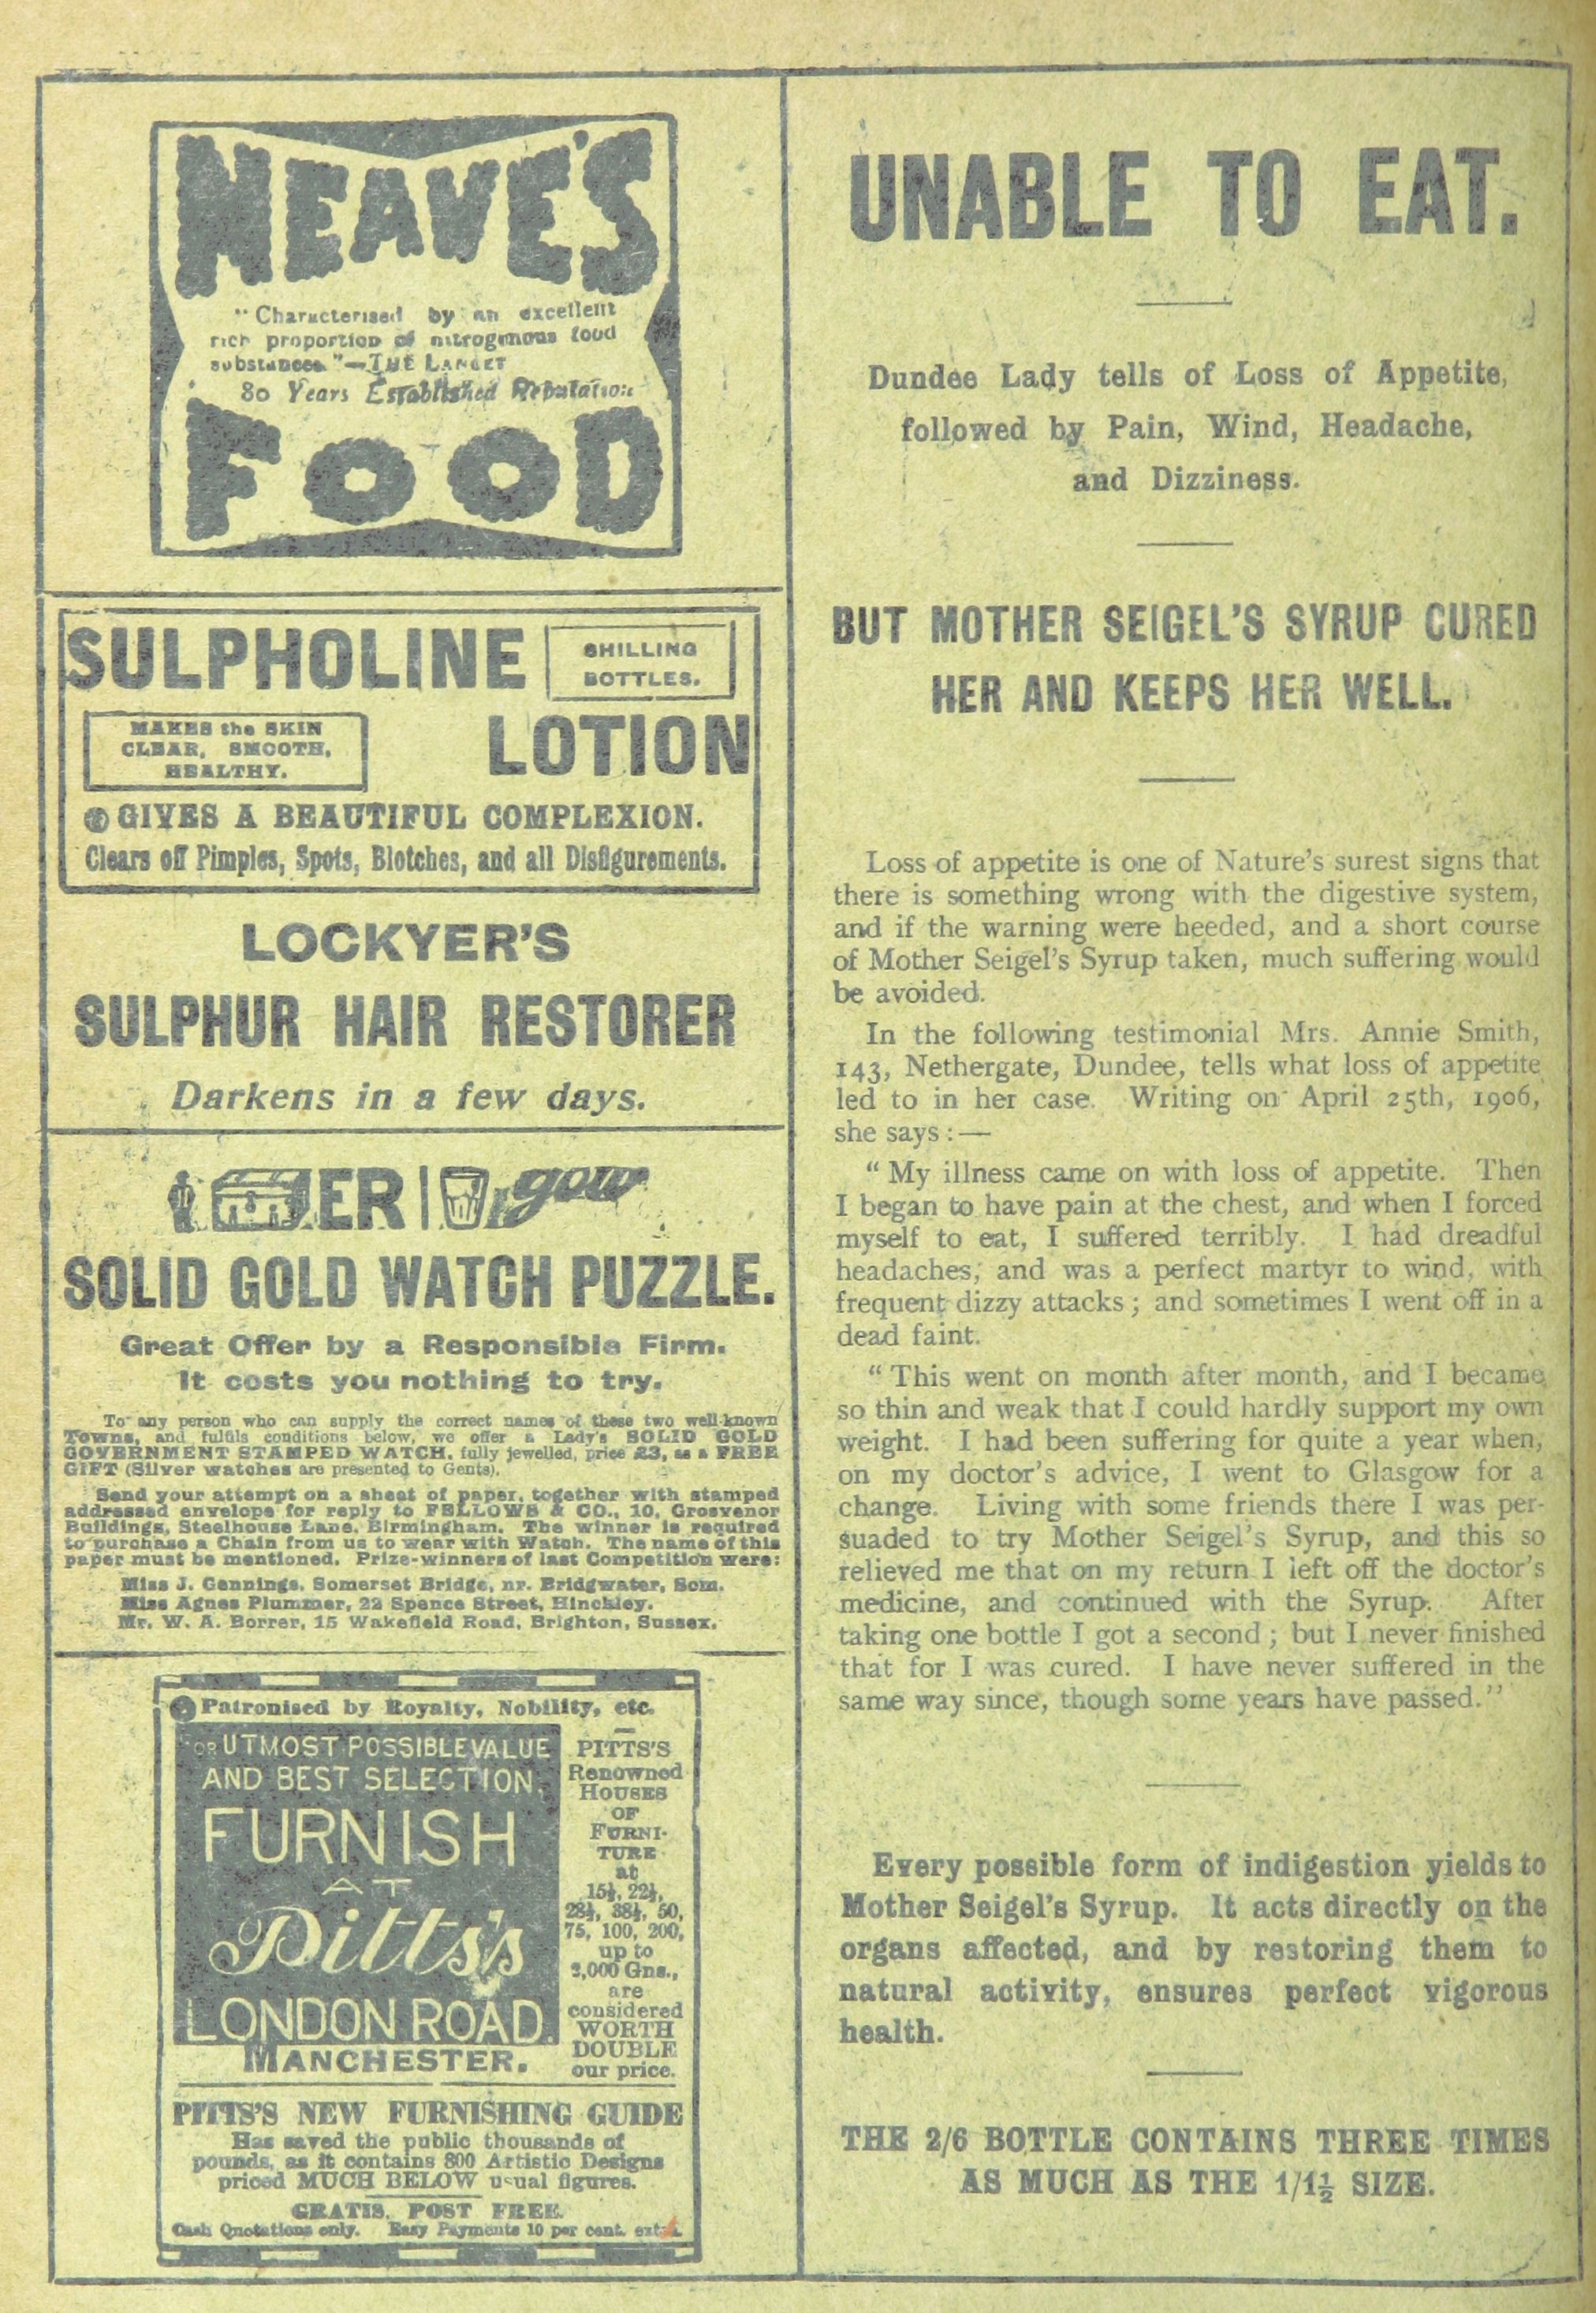 NEAVE'S
"Characterised by an excellent
rich proportion of nitrogenous food
substances."—THE LANCET
80 Years Established Reputation
FOOD
SULPHOLINE
SHILLING
BOTTLES.
MAKES the SKIN
CLEAR, SMOOTH,
HEALTHY.
LOTION
GIVES A BEAUTIFUL COMPLEXION.
Clears off Pimples, Spots, Blotches, and all Disfigurements.
LOCKYER'S
SULPHUR HAIR RESTORER
Darkens in a few days.
ER
gow
SOLID GOLD WATCH PUZZLE.
Great Offer by a Responsible Firm.
It costs you nothing to try.
To any person who can supply the correct names of these two well-known
Towns, and fulfils conditions below, we offer a Lady's SOLID GOLD
GOVERNMENT STAMPED WATCH, fully jewelled, price £3, as a FREE
GIFT (Silver watches are presented to Gents).
Send your attempt on a sheet of paper, together with stamped
addressed envelope for reply to FELLOWS & CO., 10, Grosvenor
Buildings, Steelhouse Lane, Birmingham. The winner is required
to purchase a Chain from us to wear with Watch. The name of this
paper must be mentioned. Prize-winners of last Competition were:
Miss J. Gennings, Somerset Bridge, nr. Bridgwater, Som.
Miss Agnes Plummer, 22 Spence Street, Hinckley.
Mr. W. A. Borrer, 15 Wakefield Road, Brighton, Sussex.
Patronised by Royalty, Nobility, etc.
FOR UTMOST POSSIBLE VALUE
AND BEST SELECTION,
FURNISH
AT
Pitts's
LONDON ROAD,
MANCHESTER.
PITTS'S
Renowned
HOUSES
OF
FURNI-
TURE
at
15½, 22½,
28½, 38½, 50,
75, 100, 200,
up to
Gns.,
are
considered
WORTH
DOUBLE
our price.
PITTS'S NEW FURNISHING GUIDE
Has saved the public thousands of
pounds, as it contains 800 Artistic Designs
priced MUCH BELOW usual figures.
GRATIS. POST FREE.
Cash Quotations only. Easy Payments 10 per cent. extra.
UNABLE TO EAT.
Dundee Lady tells of Loss of Appetite,
followed by Pain, Wind, Headache,
and Dizziness.
BUT MOTHER SEIGEL'S SYRUP CURED
HER AND KEEPS HER WELL.
Loss of appetite is one of Nature's surest signs that
there is something wrong with the digestive system,
and if the warning were heeded, and a short course
of Mother Seigel's Syrup taken, much suffering would
be avoided.
In the following testimonial Mrs. Annie Smith,
143, Nethergate, Dundee, tells what loss of appetite
led to in her case. Writing on April 25th, 1906,
she says:—
"My illness came on with loss of appetite. Then
I began to have pain at the chest, and when I forced
myself to eat, I suffered terribly. I had dreadful
headaches, and was a perfect martyr to wind, with
frequent dizzy attacks; and sometimes I went off in a
dead faint.
"This went on month after month, and I became
so thin and weak that I could hardly support my own
weight. I had been suffering for quite a year when,
on my doctor's advice, I went to Glasgow for a
change. Living with some friends there I was per-
suaded to try Mother Seigel's Syrup, and this so
relieved me that on my return I left off the doctor's
medicine, and continued with the Syrup. After
taking one bottle I got a second; but I never finished
that for I was cured. I have never suffered in the
same way since, though some years have passed."
Every possible form of indigestion yields to
Mother Seigel's Syrup. It acts directly on the
organs affected, and by restoring them to
natural activity, ensures perfect vigorous
health.
THE 2/6 BOTTLE CONTAINS THREE TIMES
AS MUCH AS THE 1/1½ SIZE.